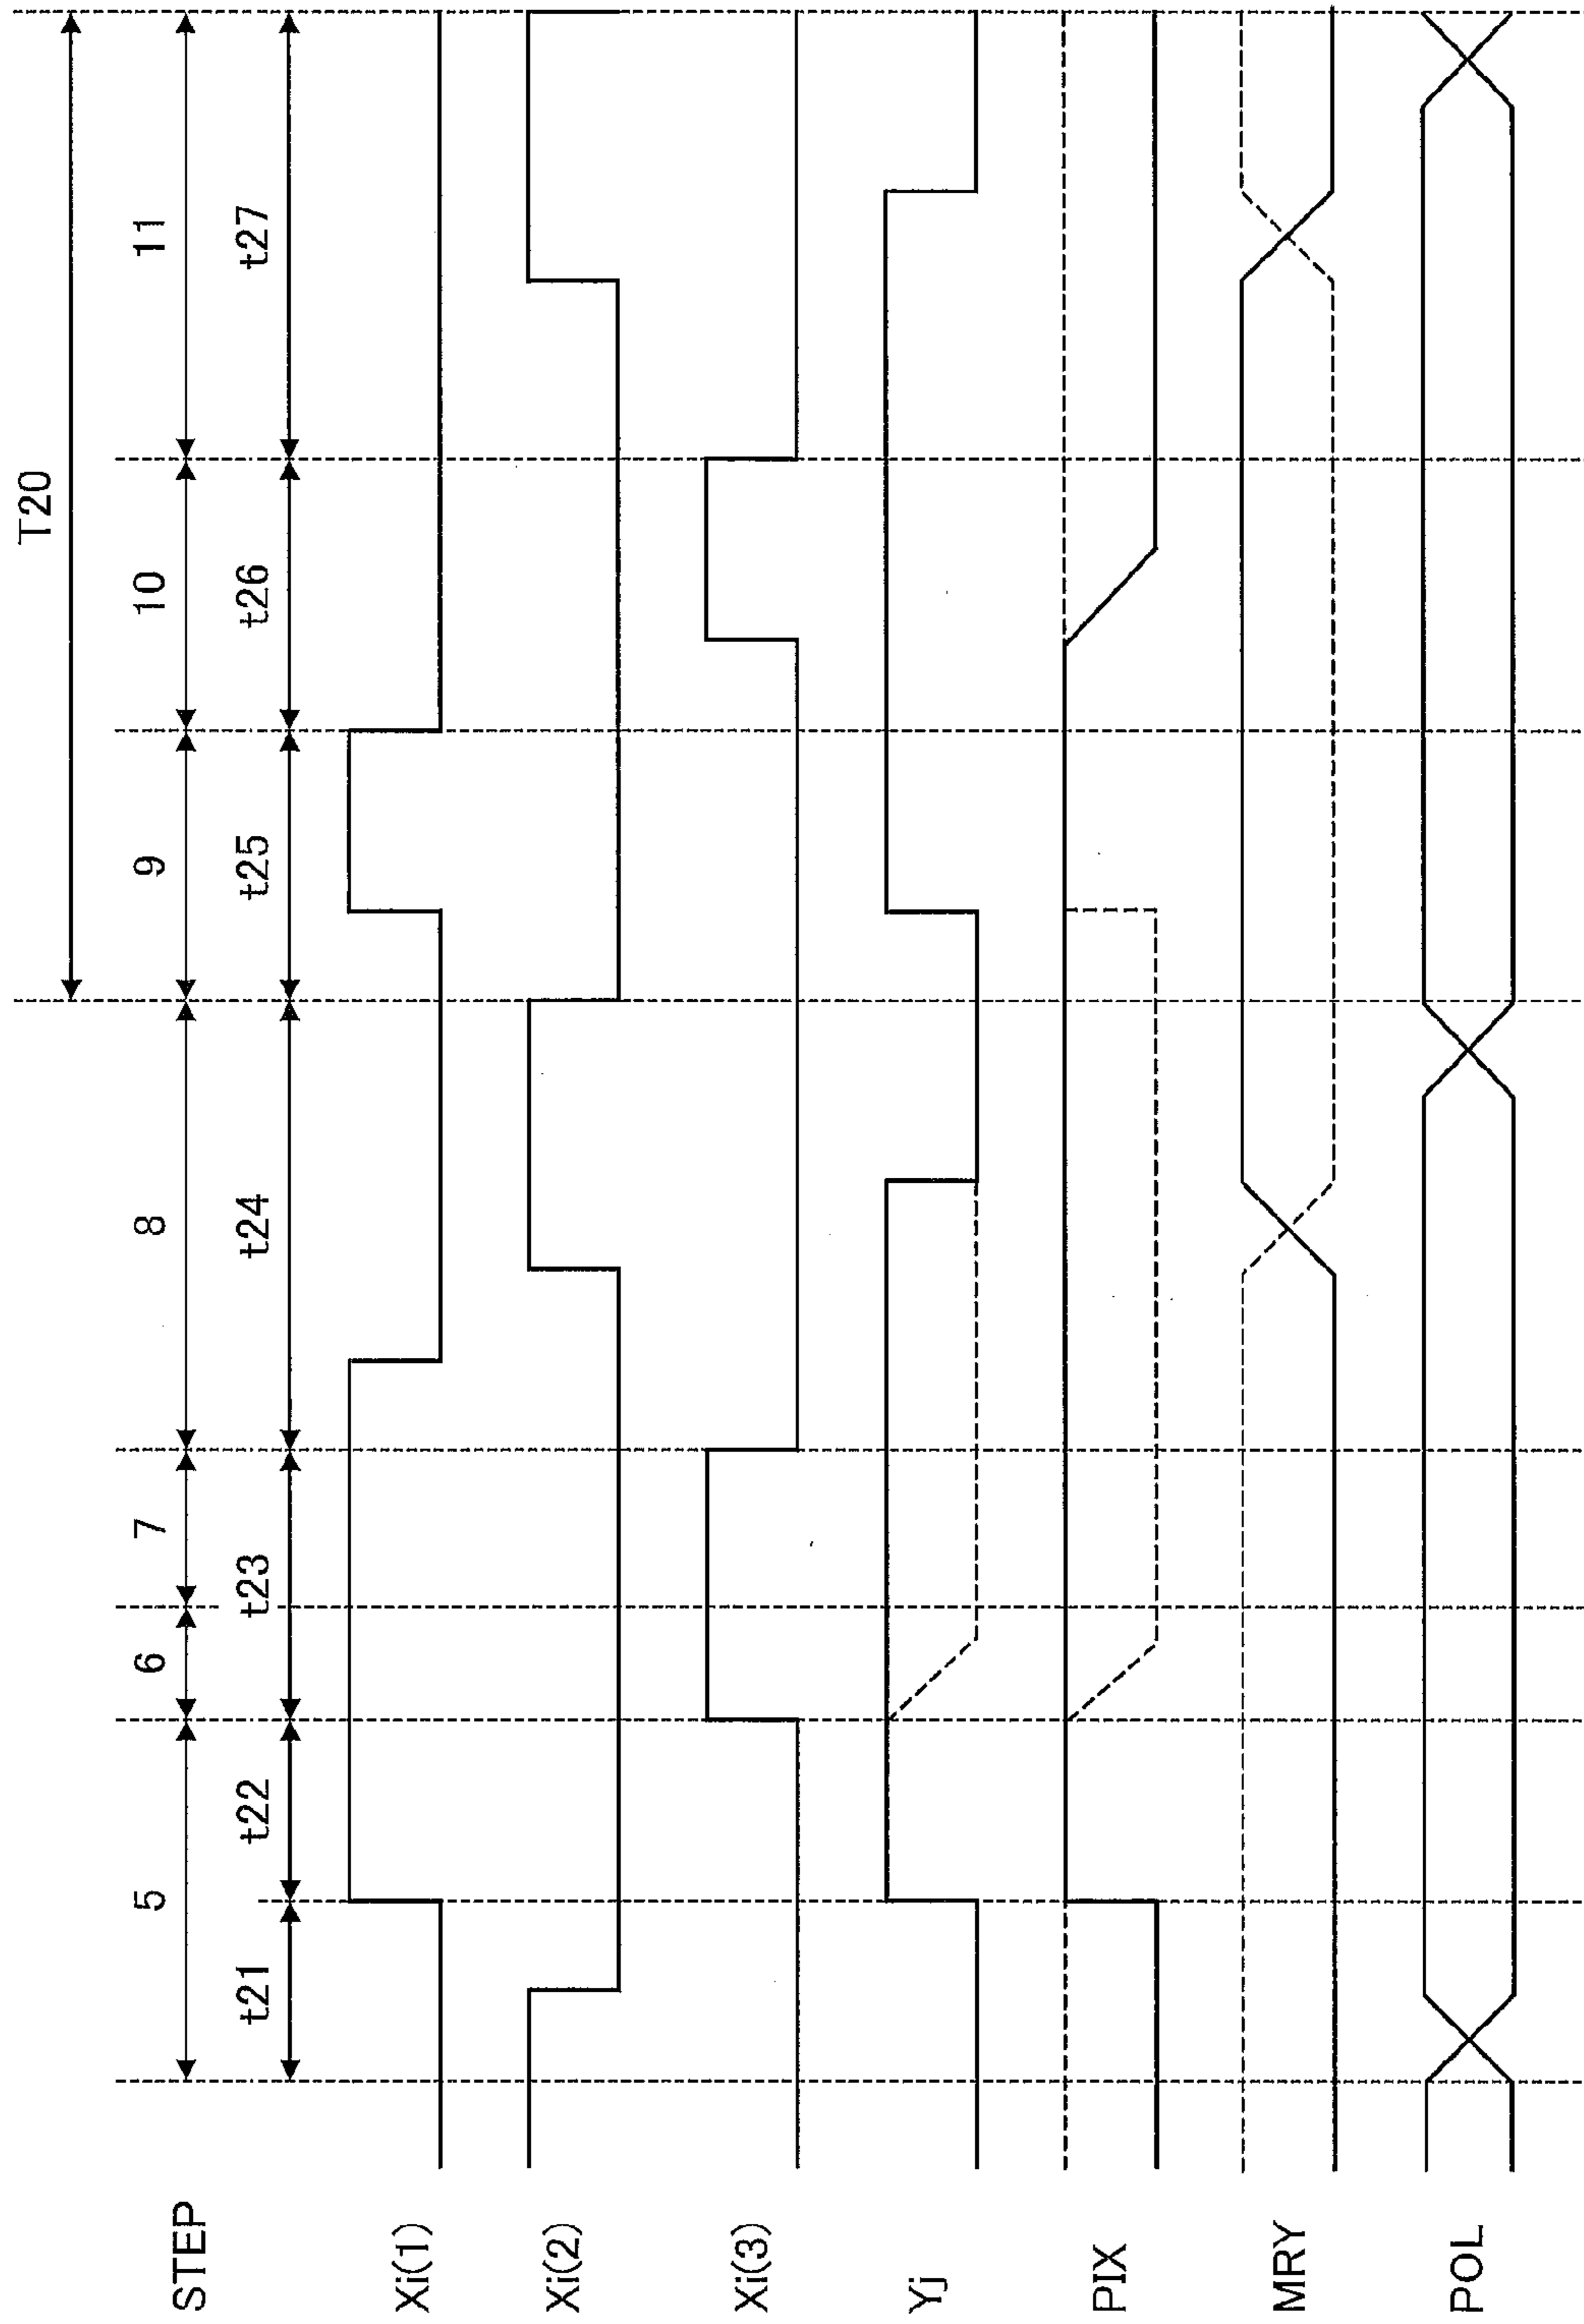 T20
STEP 5 6 7 8 9 10 11
t21 t22 t23 t24 t25 t26 t27
Xi(1)
Xi(2)
Xi(3)
Yj
PIX
MRY
POL